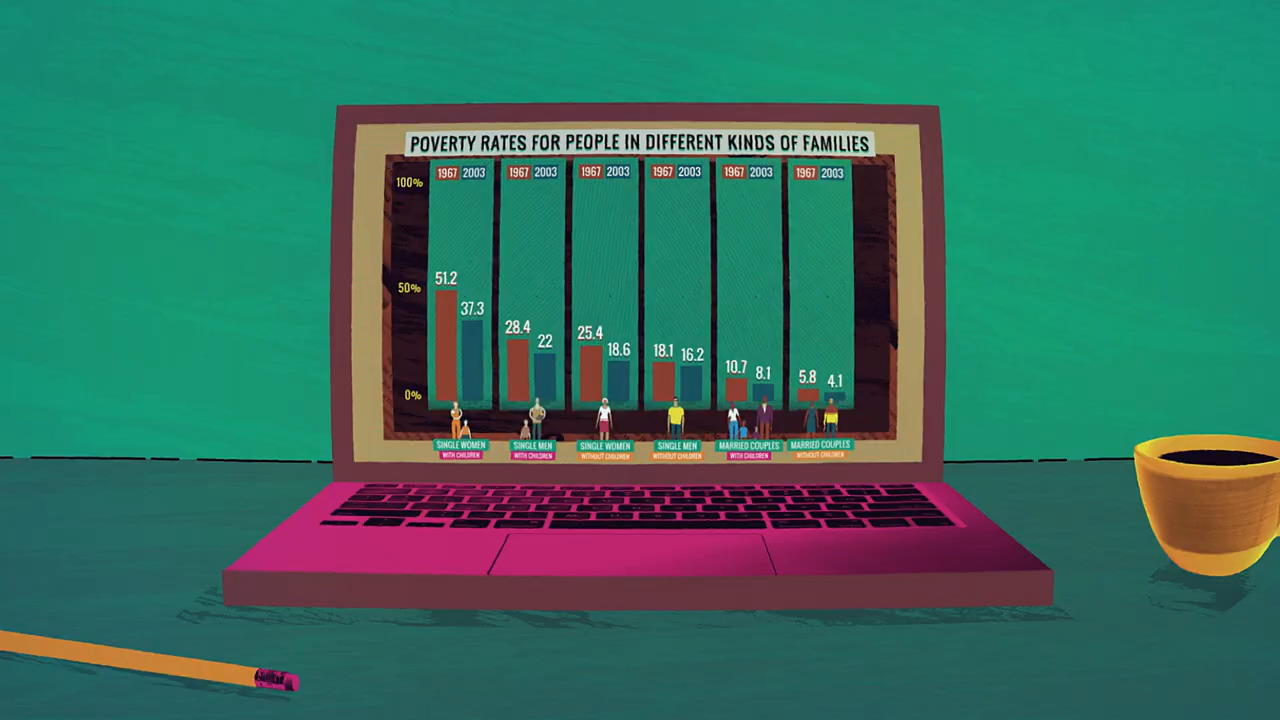 POVERTY RATES FOR PEOPLE IN DIFFERENT KINDS OF FAMILIES
1967 2003 1967 2003 1967 2003 1967 2003 1967 2003 1967 2003
100%
50%
0%
51.2 37.3
28.4 22
25.4 18.6
18.1 16.2
10.7 8.1
5.8 4.1
SINGLE WOMEN
WITH CHILDREN
SINGLE MEN
WITH CHILDREN
SINGLE WOMEN
WITHOUT CHILDREN
SINGLE MEN
WITHOUT CHILDREN
MARRIED COUPLES
WITH CHILDREN
MARRIED COUPLES
WITHOUT CHILDREN